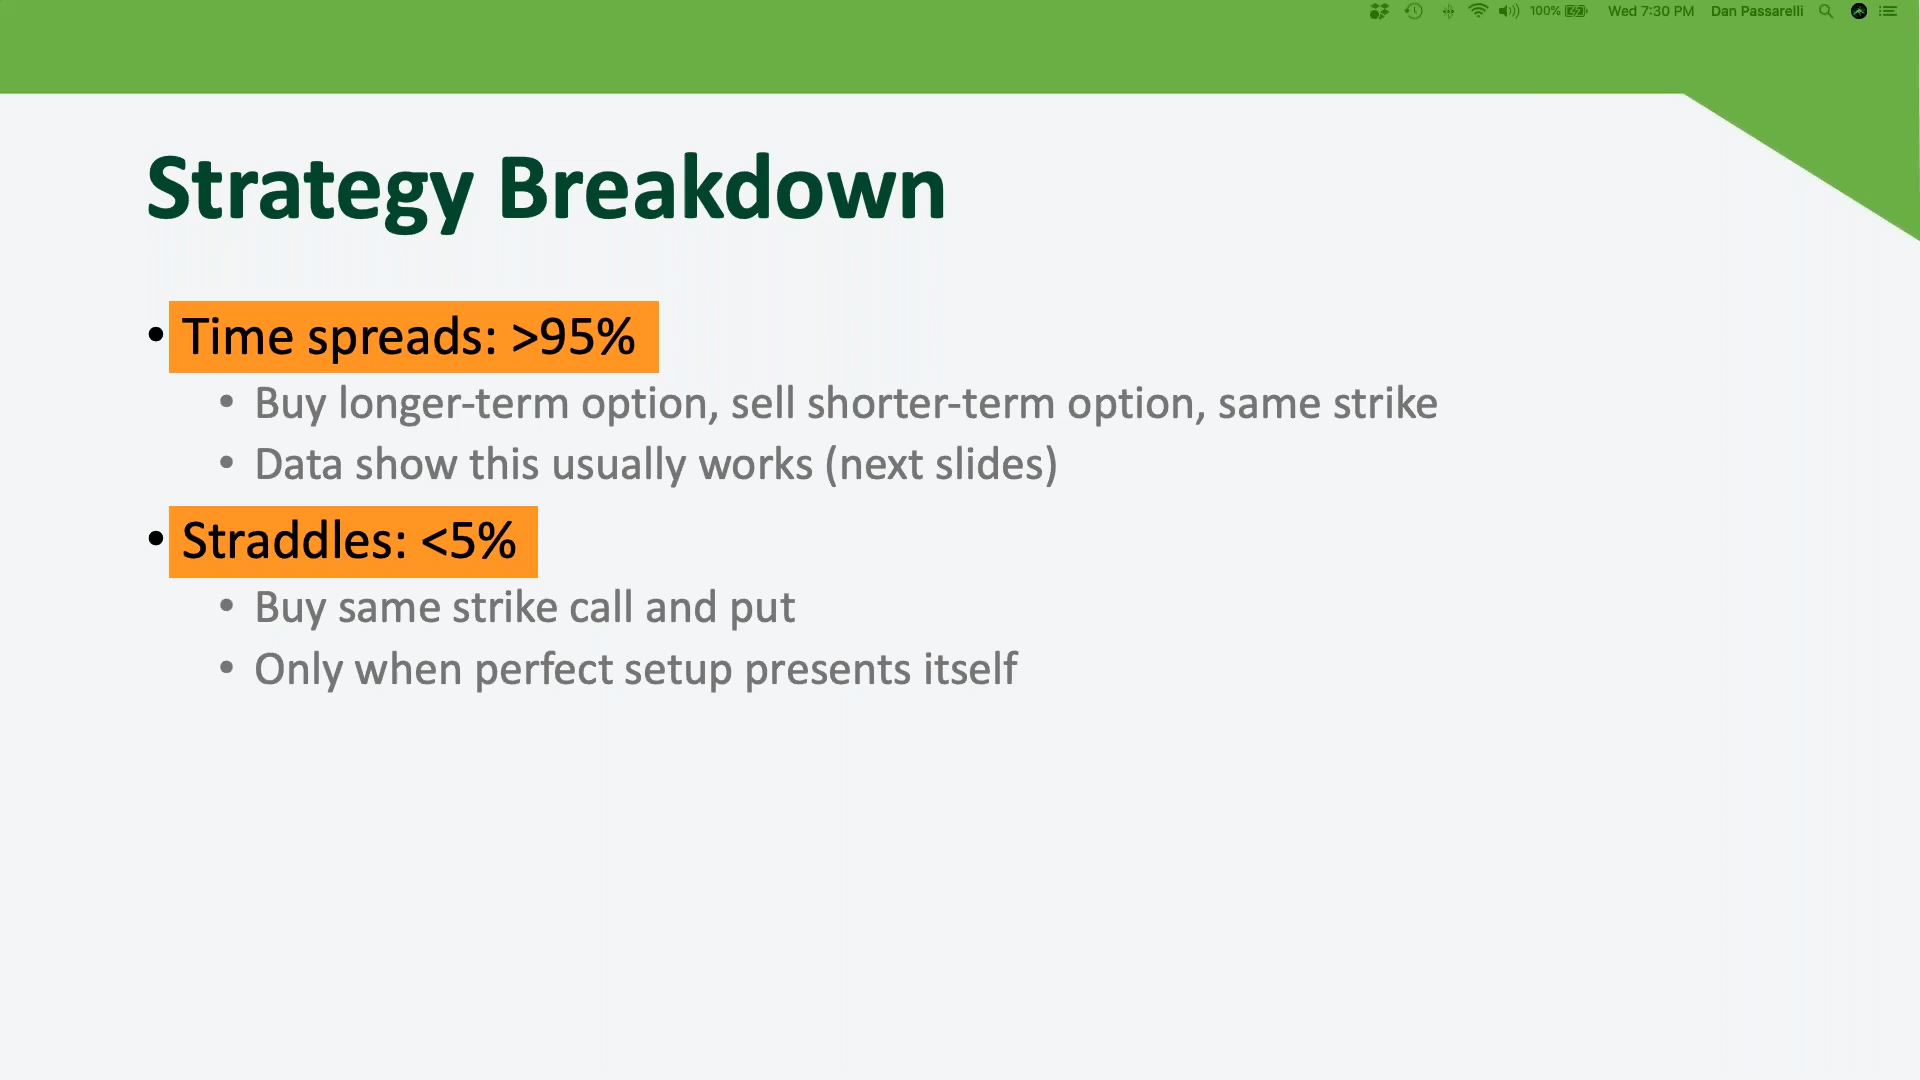 100% Wed 7:30 PM Dan Passarelli
Strategy Breakdown
• Time spreads: >95%
• Buy longer-term option, sell shorter-term option, same strike
• Data show this usually works (next slides)
• Straddles: <5%
• Buy same strike call and put
• Only when perfect setup presents itself